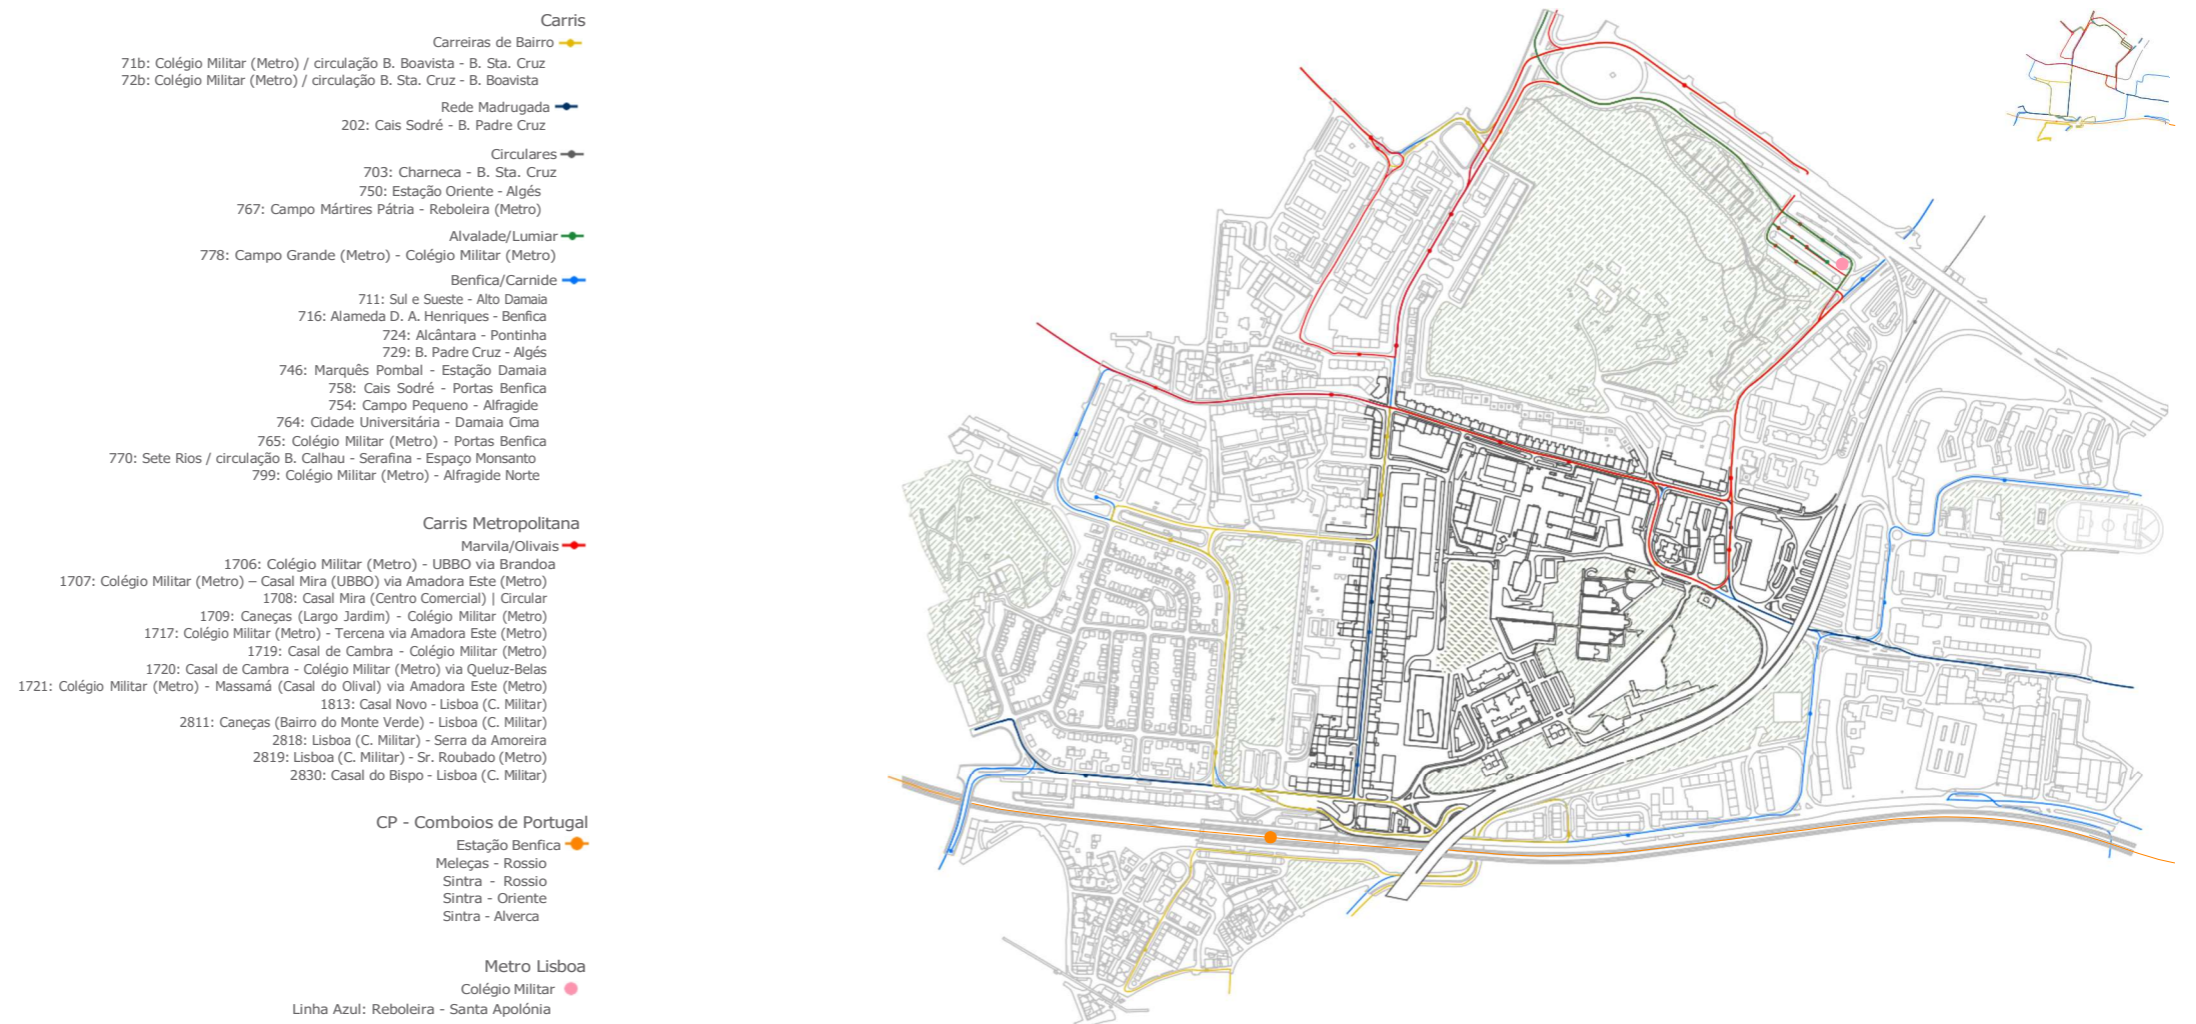 Carris
Carreiras de Bairro
71b: Colégio Militar (Metro) / circulação B. Boavista - B. Sta. Cruz
72b: Colégio Militar (Metro) / circulação B. Sta. Cruz - B. Boavista
Rede Madrugada
202: Cais Sodré - B. Padre Cruz
Circulares
703: Charneca - B. Sta. Cruz
750: Estação Oriente - Algés
767: Campo Mártires Pátria - Reboleira (Metro)
Alvalade/Lumiar
778: Campo Grande (Metro) - Colégio Militar (Metro)
Benfica/Carnide
711: Sul e Sueste - Alto Damaia
716: Alameda D. A. Henriques - Benfica
724: Alcântara - Pontinha
729: B. Padre Cruz - Algés
746: Marquês Pombal - Estação Damaia
758: Cais Sodré - Portas Benfica
754: Campo Pequeno - Alfragide
764: Cidade Universitária - Damaia Cima
765: Colégio Militar (Metro) - Portas Benfica
770: Sete Rios / circulação B. Calhau - Serafina - Espaço Monsanto
799: Colégio Militar (Metro) - Alfragide Norte
Carris Metropolitana
Marvila/Olivais
1706: Colégio Militar (Metro) - UBBO via Brandoa
1707: Colégio Militar (Metro) – Casal Mira (UBBO) via Amadora Este (Metro)
1708: Casal Mira (Centro Comercial) | Circular
1709: Caneças (Largo Jardim) - Colégio Militar (Metro)
1717: Colégio Militar (Metro) - Tercena via Amadora Este (Metro)
1719: Casal de Cambra - Colégio Militar (Metro)
1720: Casal de Cambra - Colégio Militar (Metro) via Queluz-Belas
1721: Colégio Militar (Metro) - Massamá (Casal do Olival) via Amadora Este (Metro)
1813: Casal Novo - Lisboa (C. Militar)
2811: Caneças (Bairro do Monte Verde) - Lisboa (C. Militar)
2818: Lisboa (C. Militar) - Serra da Amoreira
2819: Lisboa (C. Militar) - Sr. Roubado (Metro)
2830: Casal do Bispo - Lisboa (C. Militar)
CP - Comboios de Portugal
Estação Benfica
Meleças - Rossio
Sintra - Rossio
Sintra - Oriente
Sintra - Alverca
Metro Lisboa
Colégio Militar
Linha Azul: Reboleira - Santa Apolónia